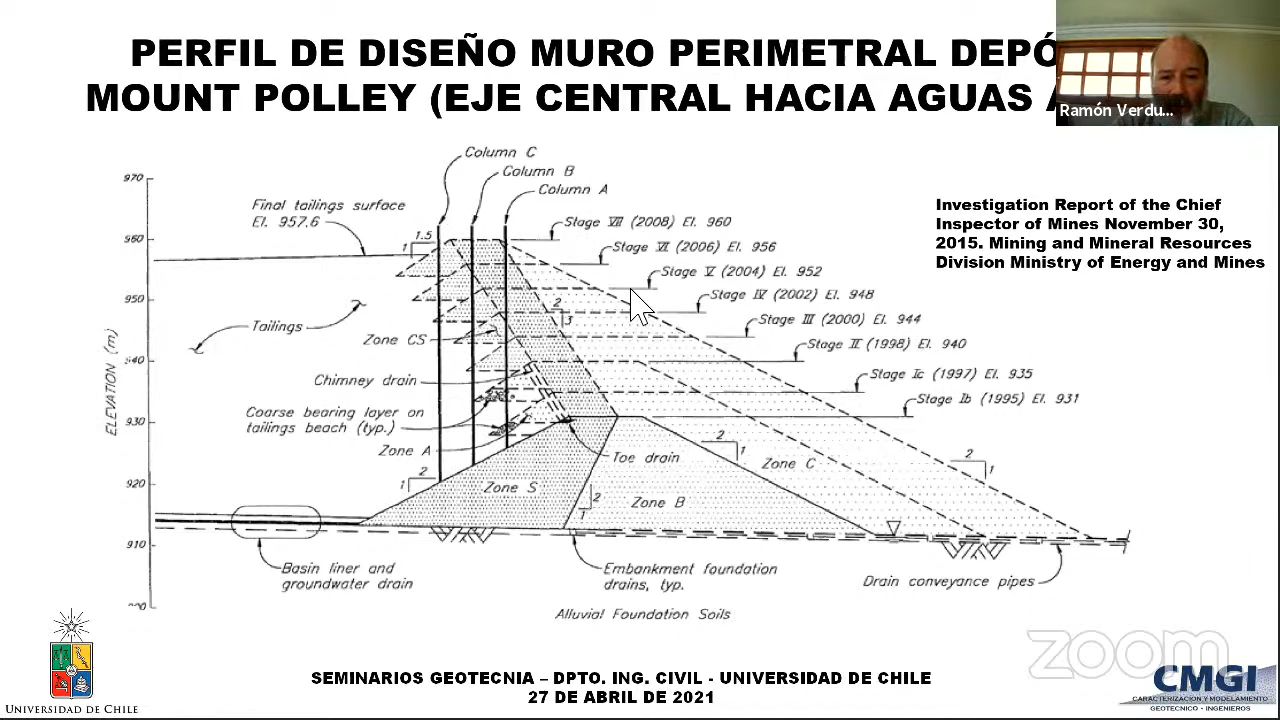 PERFIL DE DISEÑO MURO PERIMETRAL DEPÓ
MOUNT POLLEY (EJE CENTRAL HACIA AGUAS A
Ramón Verdu...
Column C
Column B
Column A
970
960
950
940
930
920
910
ELEVATION (m)
Final tailings surface
El. 957.6
1.5
1
Stage VII (2008) El. 960
Stage VI (2006) El. 956
Stage V (2004) El. 952
Stage IV (2002) El. 948
Stage III (2000) El. 944
Stage II (1998) El. 940
Stage Ic (1997) El. 935
Stage Ib (1995) El. 931
Investigation Report of the Chief
Inspector of Mines November 30,
2015. Mining and Mineral Resources
Division Ministry of Energy and Mines
Tailings
Zone CS
2
3
Chimney drain
Coarse bearing layer on
tailings beach (typ.)
Zone A
2
1
Toe drain
2
1
Zone C
2
1
Zone S
Zone B
2
1
Basin liner and
groundwater drain
Embankment foundation
drains, typ.
Drain conveyance pipes
Alluvial Foundation Soils
zoom
UNIVERSIDAD DE CHILE
SEMINARIOS GEOTECNIA – DPTO. ING. CIVIL - UNIVERSIDAD DE CHILE
27 DE ABRIL DE 2021
CMGI
CARACTERIZACION Y MODELAMIENTO
GEOTECNICO - INGENIEROS